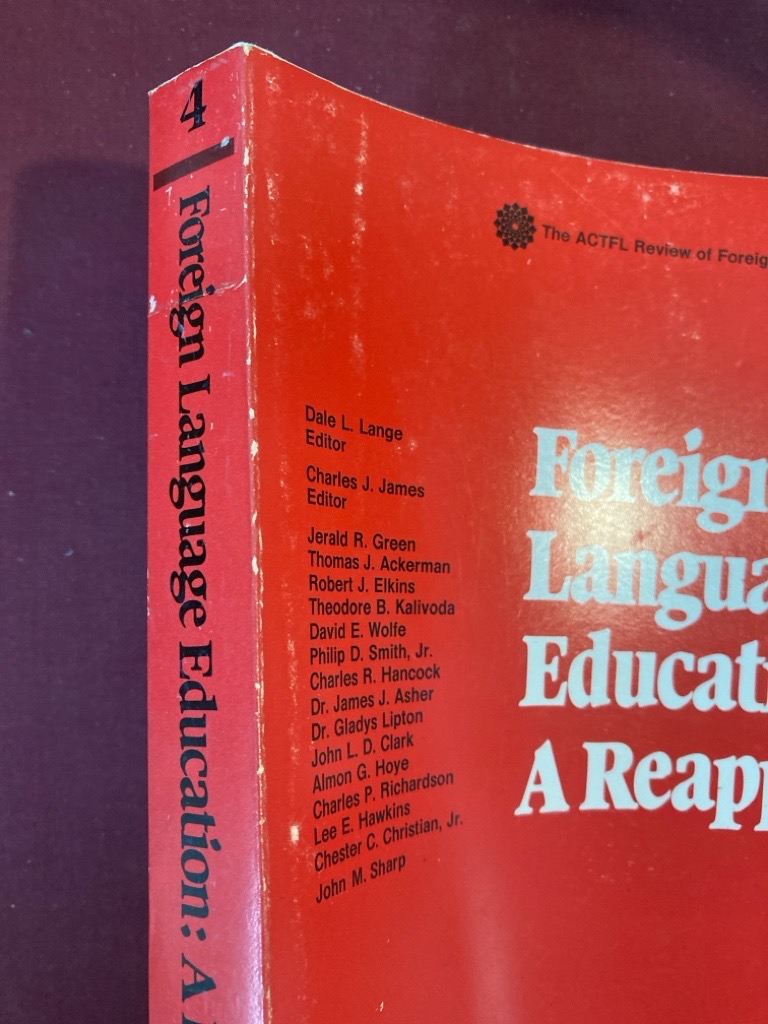 4
Foreign Language Education: A
The ACTFL Review of Foreig
Dale L. Lange
Editor
Charles J. James
Editor
Jerald R. Green
Thomas J. Ackerman
Robert J. Elkins
Theodore B. Kalivoda
David E. Wolfe
Philip D. Smith, Jr.
Charles R. Hancock
Dr. James J. Asher
Dr. Gladys Lipton
John L. D. Clark
Almon G. Hoye
Charles P. Richardson
Lee E. Hawkins
Chester C. Christian, Jr.
John M. Sharp
Foreign
Langua
Educati
A Reapp